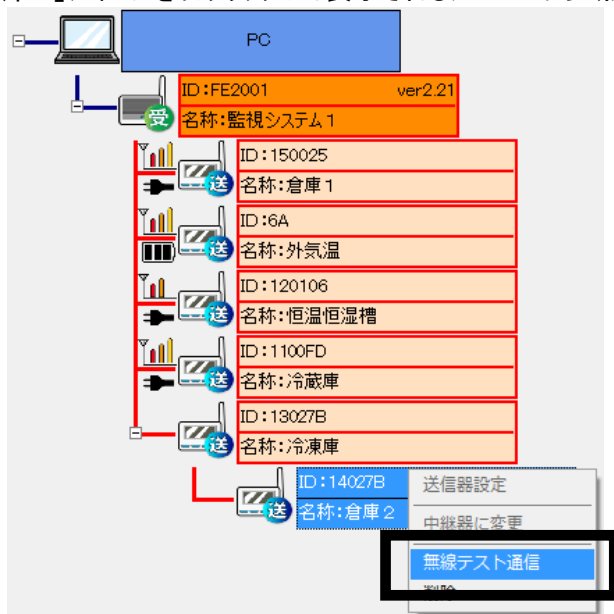 PC
ID:FE2001 ver2.21
受 名称:監視システム1
ID:150025
送 名称:倉庫1
ID:6A
送 名称:外気温
ID:120106
送 名称:恒温恒湿槽
ID:1100FD
送 名称:冷蔵庫
ID:13027B
送 名称:冷凍庫
ID:14027B
送 名称:倉庫2
送信器設定
中継器に変更
無線テスト通信